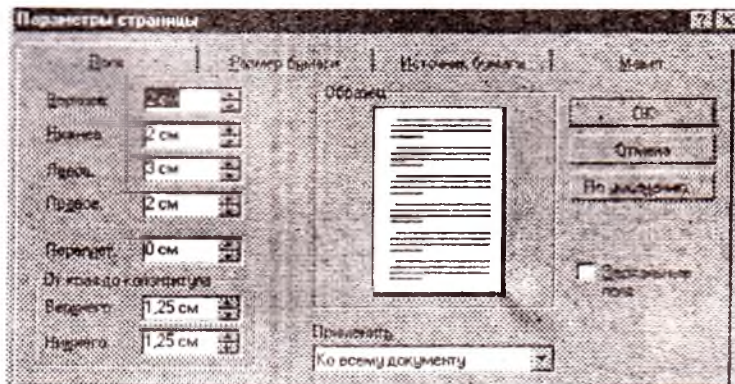 Параметры страницы
Поля Размер бумаги Источник бумаги Макет
Верхнее: 2 см
Нижнее: 2 см
Левое: 3 см
Правое: 2 см
Переплет: 0 см
От края до колонтитула
Верхнего: 1,25 см
Нижнего: 1,25 см
Образец
Применить:
Ко всему документу
ОК
Отмена
По умолчанию...
Зеркальные
поля